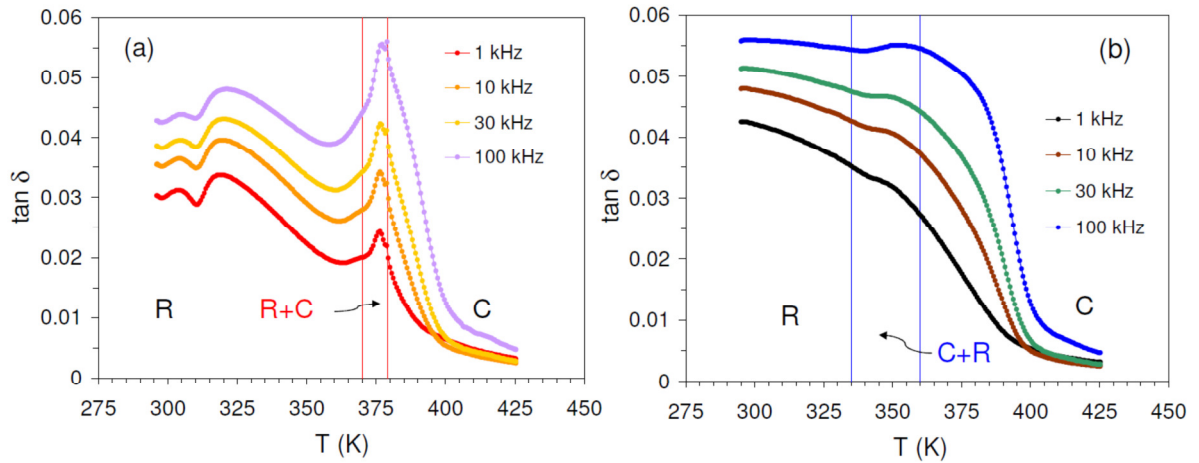 (a)
1 kHz
10 kHz
30 kHz
100 kHz
0.06
0.05
0.04
0.03
0.02
0.01
0
tan δ
R
R+C
C
275 300 325 350 375 400 425 450
T (K)
(b)
1 kHz
10 kHz
30 kHz
100 kHz
0.06
0.05
0.04
0.03
0.02
0.01
0
tan δ
R
C+R
C
275 300 325 350 375 400 425 450
T (K)